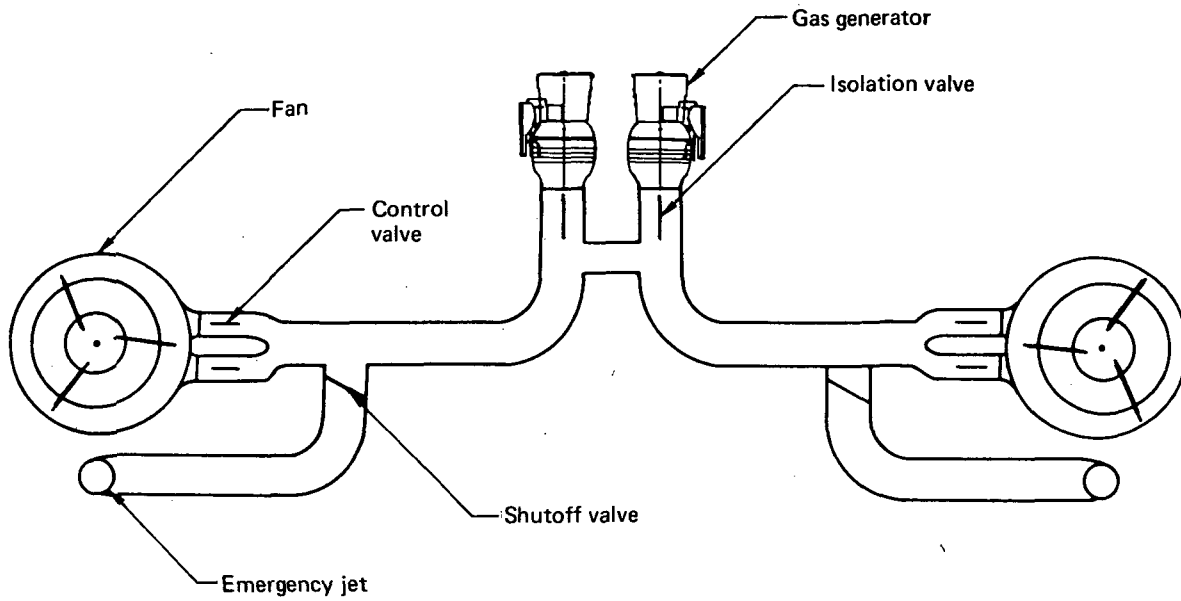 Gas generator
Isolation valve
Fan
Control
valve
Shutoff valve
Emergency jet